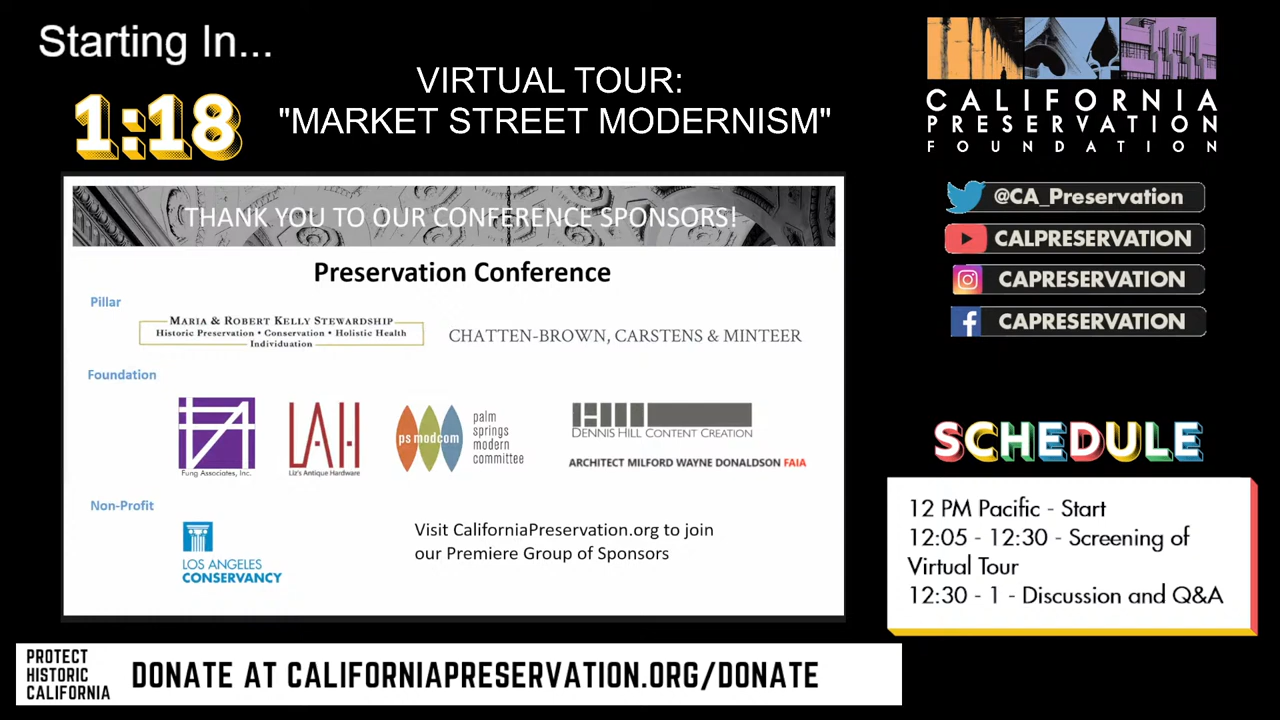 Starting In...
1:18
VIRTUAL TOUR:
"MARKET STREET MODERNISM"
CALIFORNIA
PRESERVATION
FOUNDATION
@CA_Preservation
CALPRESERVATION
CAPRESERVATION
CAPRESERVATION
THANK YOU TO OUR CONFERENCE SPONSORS!
Preservation Conference
Pillar
MARIA & ROBERT KELLY STEWARDSHIP
Historic Preservation • Conservation • Holistic Health
Individuation
CHATTEN-BROWN, CARSTENS & MINTEER
Foundation
FA
Fung Associates, Inc.
LAH
Liz's Antique Hardware
ps modcom
palm
springs
modern
committee
DENNIS HILL CONTENT CREATION
ARCHITECT MILFORD WAYNE DONALDSON FAIA
Non-Profit
LOS ANGELES
CONSERVANCY
Visit CaliforniaPreservation.org to join
our Premiere Group of Sponsors
SCHEDULE
12 PM Pacific - Start
12:05 - 12:30 - Screening of
Virtual Tour
12:30 - 1 - Discussion and Q&A
PROTECT
HISTORIC
CALIFORNIA
DONATE AT CALIFORNIAPRESERVATION.ORG/DONATE